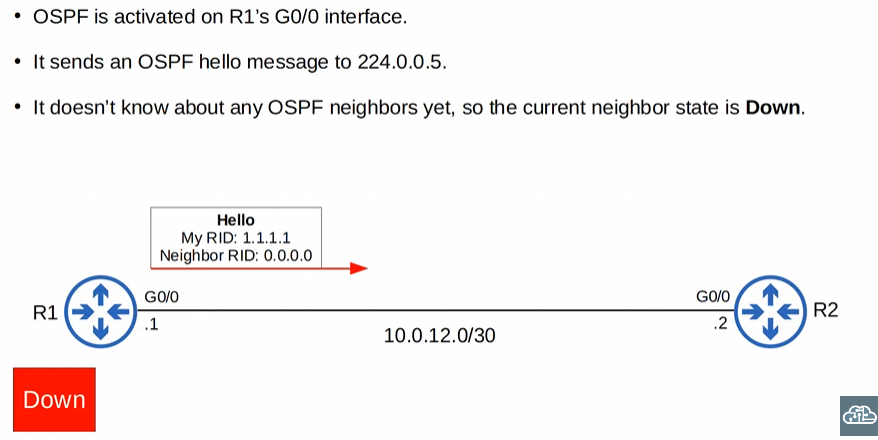 • OSPF is activated on R1’s G0/0 interface.
• It sends an OSPF hello message to 224.0.0.5.
• It doesn’t know about any OSPF neighbors yet, so the current neighbor state is Down.
Hello
My RID: 1.1.1.1
Neighbor RID: 0.0.0.0
R1
G0/0
.1
10.0.12.0/30
G0/0
.2
R2
Down